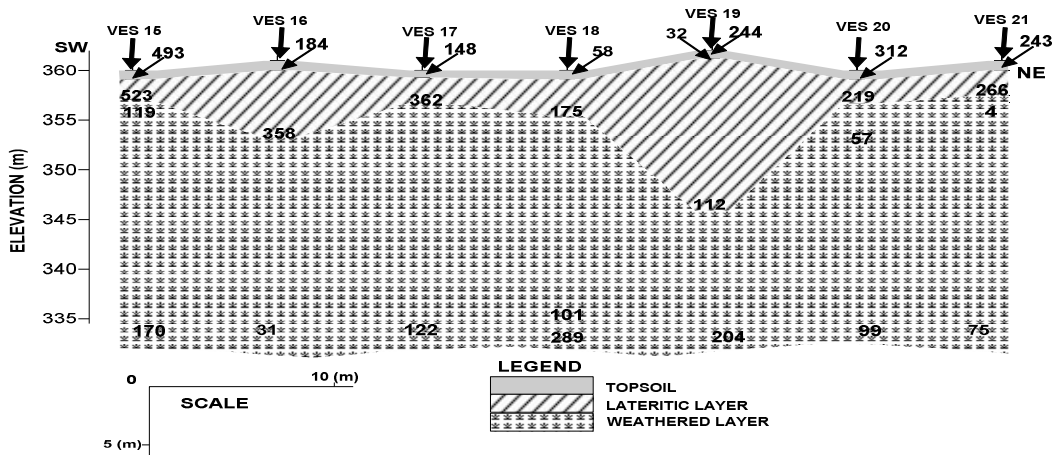 VES 15 VES 16 VES 17 VES 18 VES 19 VES 20 VES 21
SW 493 184 148 58 32 244 312 243
360 NE
523 362 219 266
119 175 4
355
358 57
350
112
345
340
335
101
170 31 122 289 204 99 75
ELEVATION (m)
LEGEND
TOPSOIL
LATERITIC LAYER
WEATHERED LAYER
0 10 (m)
SCALE
5 (m)